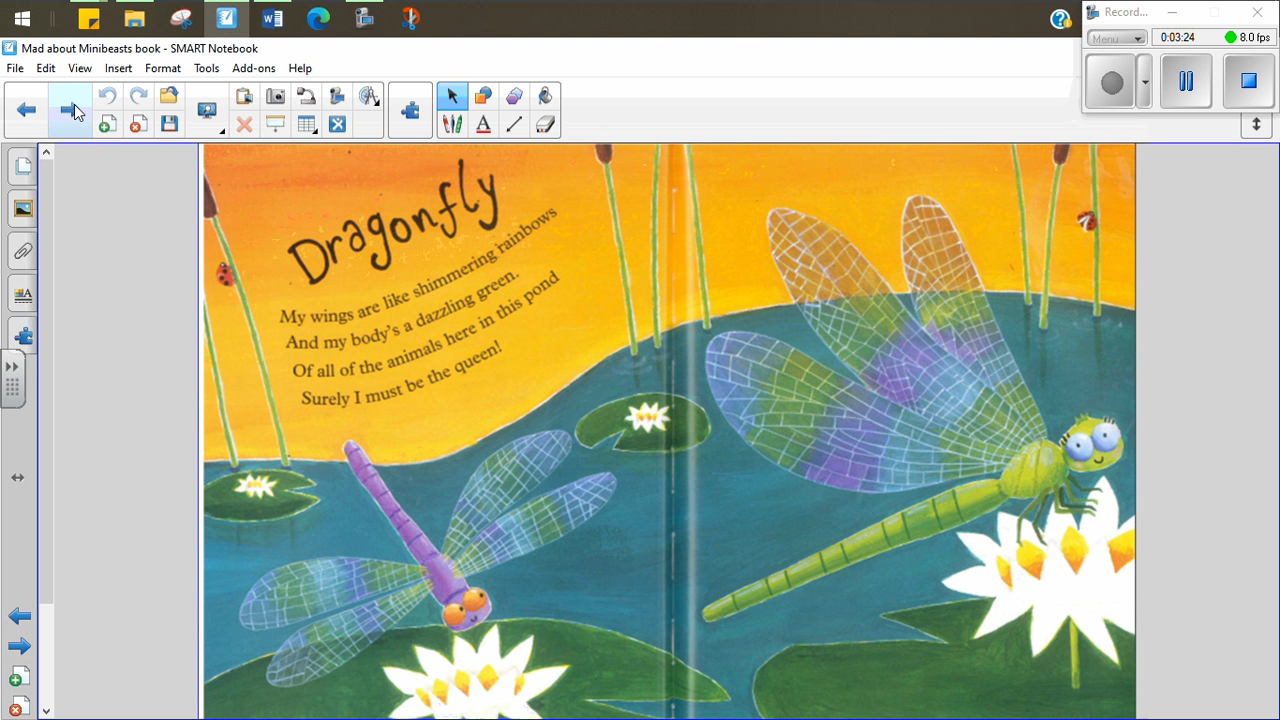 Record...
Menu
0:03:24
8.0 fps
Mad about Minibeasts book - SMART Notebook
File Edit View Insert Format Tools Add-ons Help
Dragonfly
My wings are like shimmering rainbows
And my body's a dazzling green.
Of all of the animals here in this pond
Surely I must be the queen!